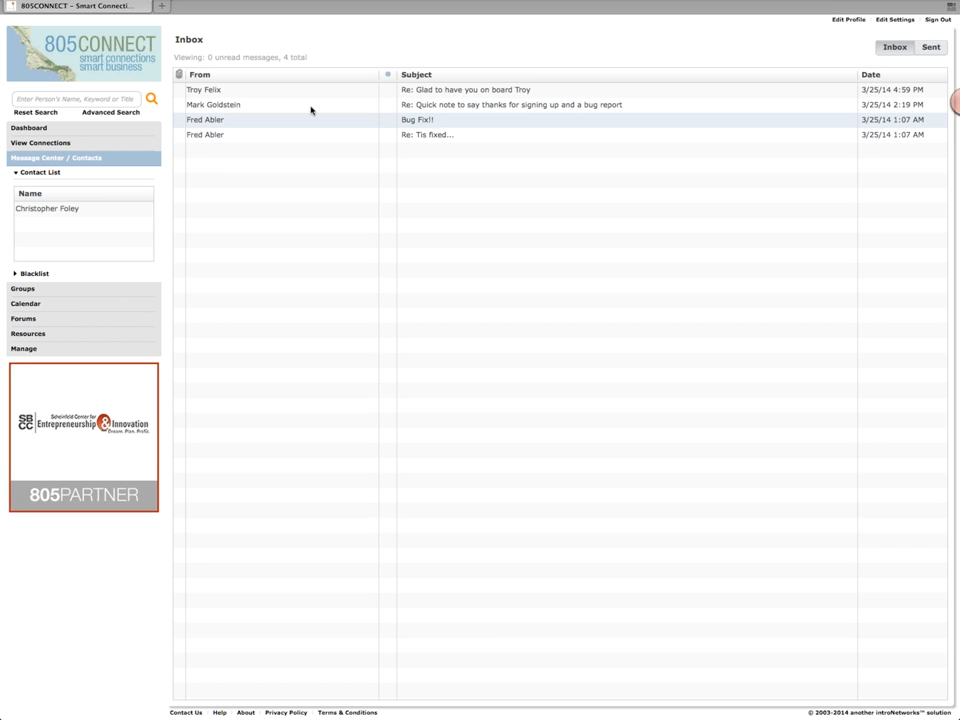 805CONNECT – Smart Connecti...
+
Edit Profile
Edit Settings
Sign Out
805CONNECT
smart connections
smart business
Enter Person's Name, Keyword or Title
Reset Search
Advanced Search
Dashboard
View Connections
Message Center / Contacts
Contact List
Name
Christopher Foley
Blacklist
Groups
Calendar
Forums
Resources
Manage
SB
CC
Scheinfeld Center for
Entrepreneurship & Innovation
Dream. Plan. Profit.
805PARTNER
Inbox
Inbox Sent
Viewing: 0 unread messages, 4 total
From Subject Date
Troy Felix Re: Glad to have you on board Troy 3/25/14 4:59 PM
Mark Goldstein Re: Quick note to say thanks for signing up and a bug report 3/25/14 2:19 PM
Fred Abler Bug Fix!! 3/25/14 1:07 AM
Fred Abler Re: Tis fixed... 3/25/14 1:07 AM
Contact Us Help About Privacy Policy Terms & Conditions
© 2003-2014 another introNetworks™ solution